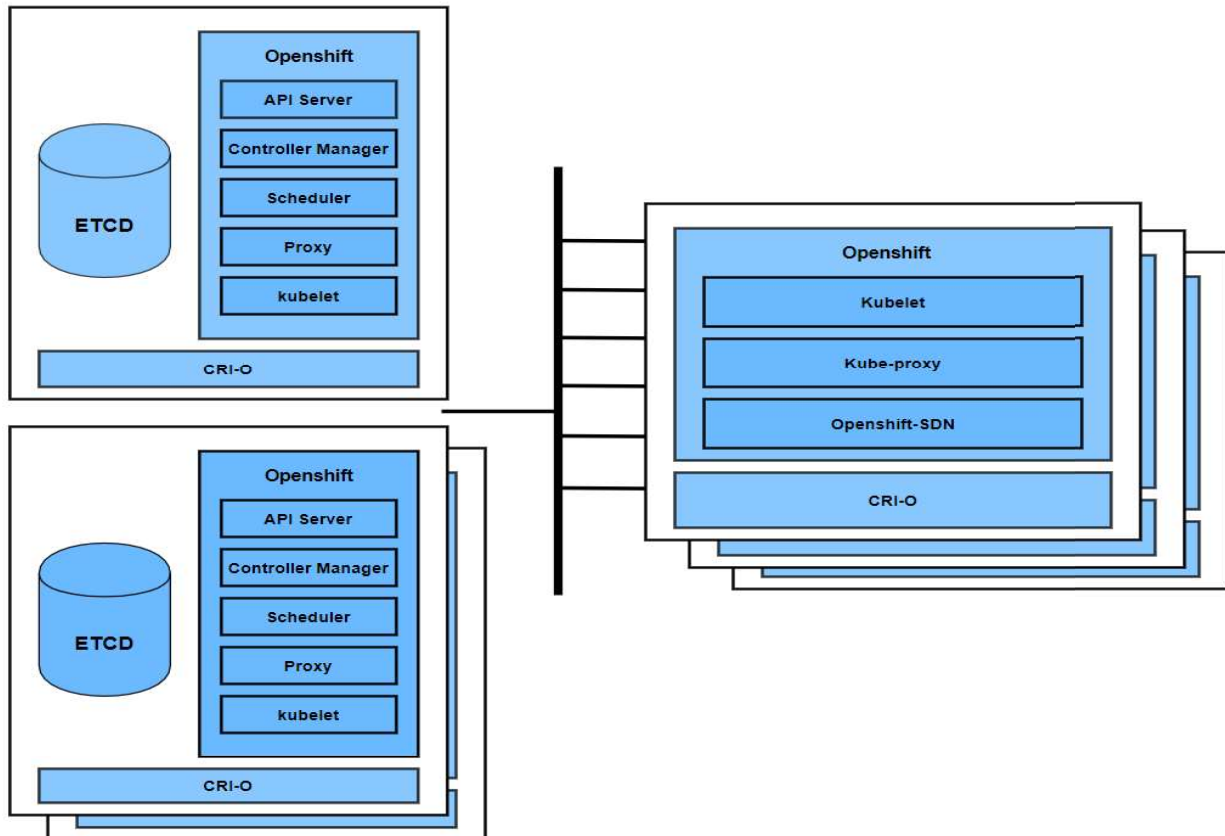 Openshift
API Server
Controller Manager
Scheduler
Proxy
kubelet
ETCD
CRI-O
Openshift
API Server
Controller Manager
Scheduler
Proxy
kubelet
ETCD
CRI-O
Openshift
Kubelet
Kube-proxy
Openshift-SDN
CRI-O